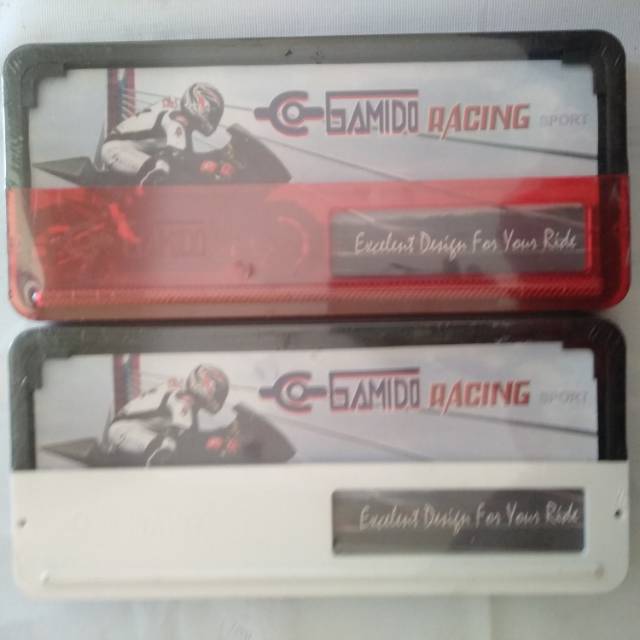 GAMIDO RACING SPORT
Excelent Design For Your Ride
GAMIDO RACING SPORT
Excelent Design For Your Ride